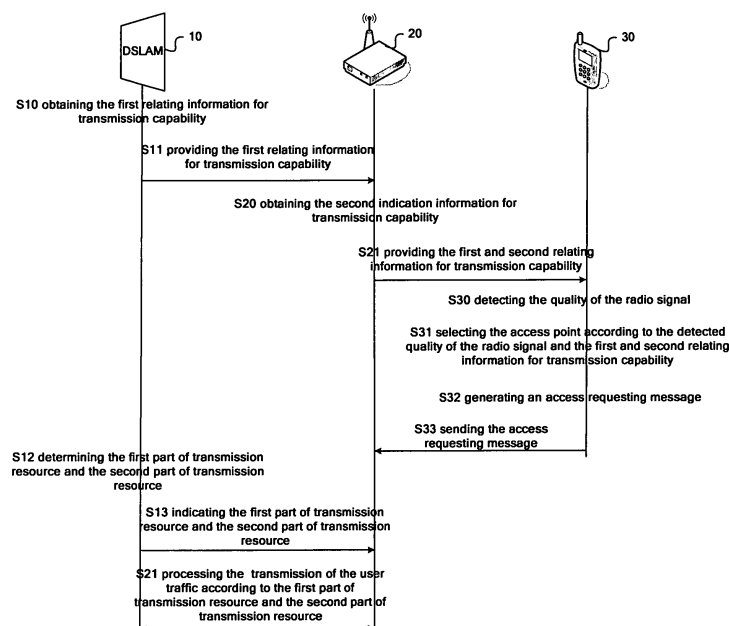 DSLAM
10
20
30
S10 obtaining the first relating information for
transmission capability
S11 providing the first relating information
for transmission capability
S20 obtaining the second indication information for
transmission capability
S21 providing the first and second relating
information for transmission capability
S30 detecting the quality of the radio signal
S31 selecting the access point according to the detected
quality of the radio signal and the first and second relating
information for transmission capability
S32 generating an access requesting message
S33 sending the access
requesting message
S12 determining the first part of transmission
resource and the second part of transmission
resource
S13 indicating the first part of transmission
resource and the second part of transmission
resource
S21 processing the transmission of the user
traffic according to the first part of
transmission resource and the second part of
transmission resource